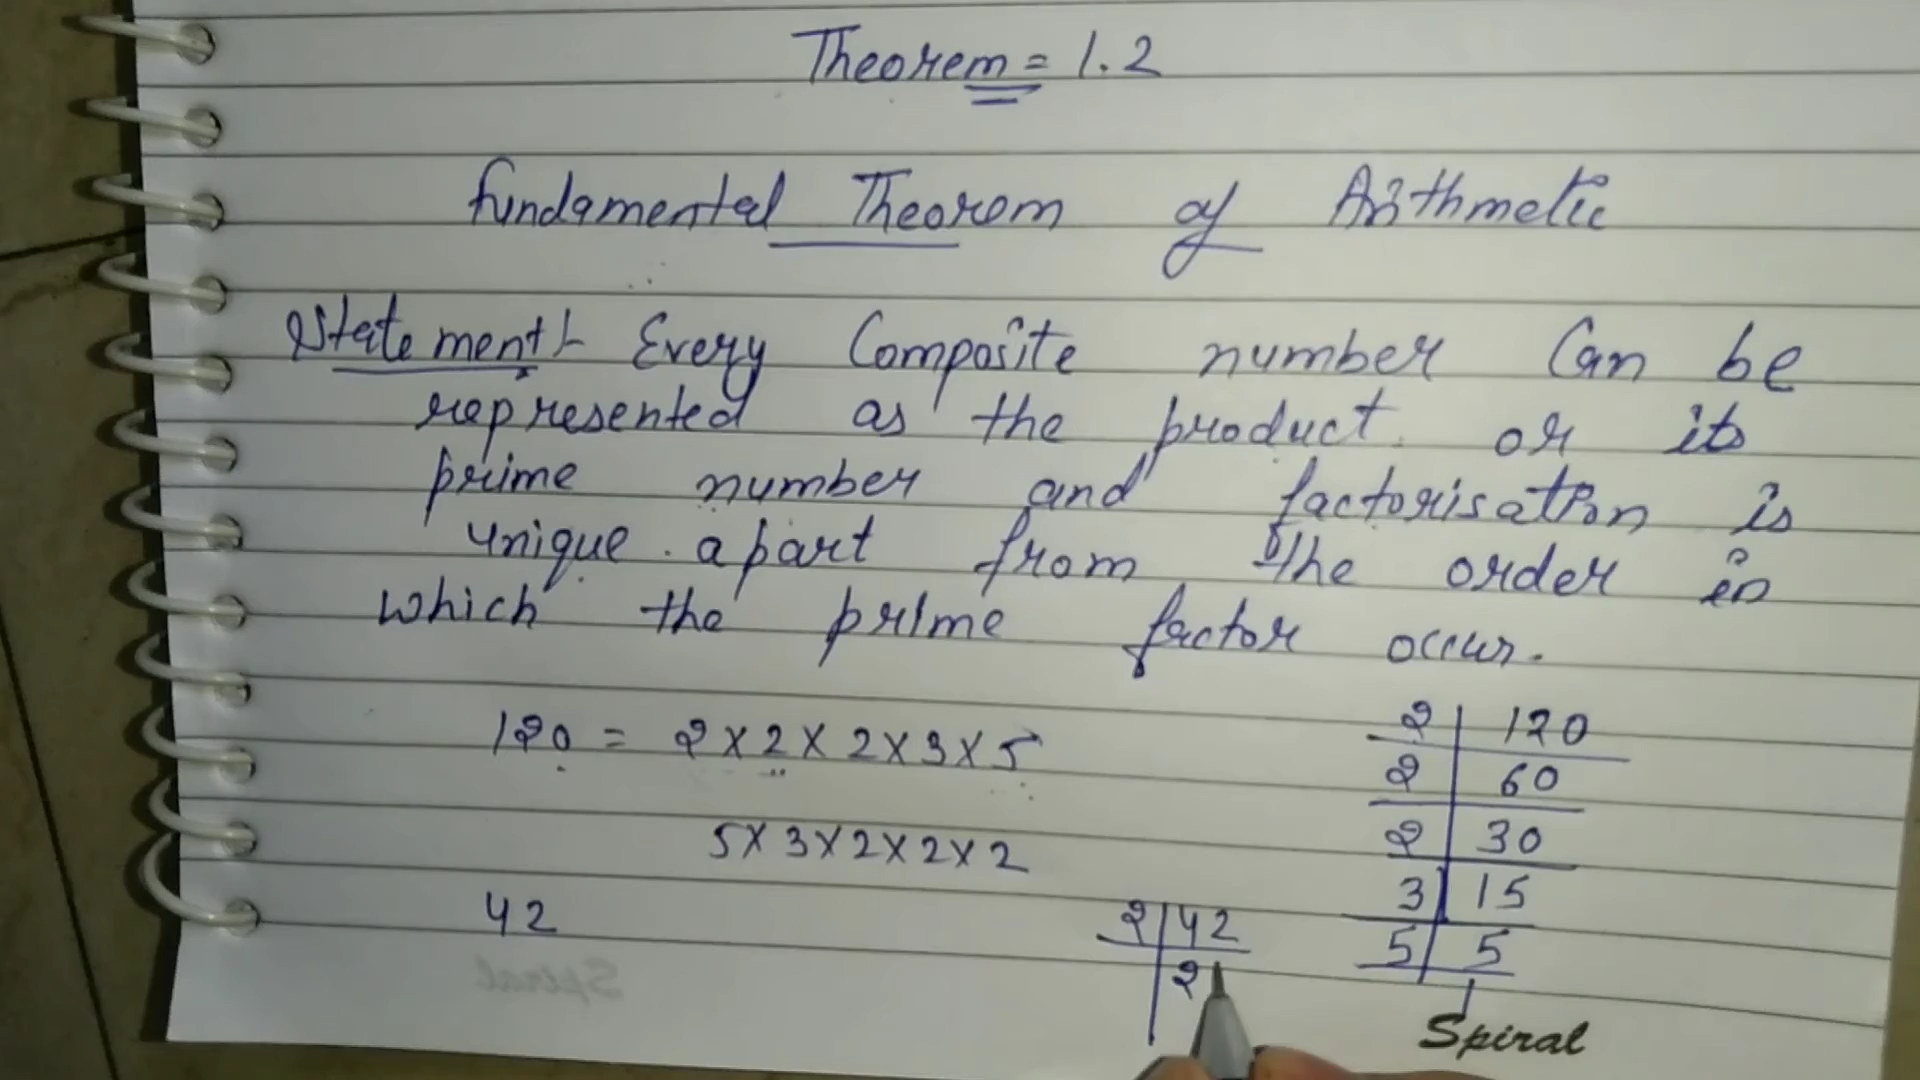 Theorem = 1.2
Fundamental Theorem of Arithmetic
Statement:- Every Composite number Can be
represented as the product or its
prime number and factorisation is
unique apart from the order in
which the prime factor occur.
120 = 2 × 2 × 2 × 3 × 5
5 × 3 × 2 × 2 × 2
42
2 | 42
2
2 | 120
2 | 60
2 | 30
3 | 15
5 | 5
1
Spiral